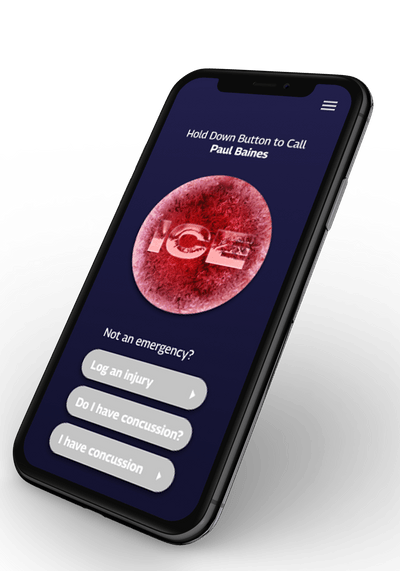 Hold Down Button to Call
Paul Baines
ICE
Not an emergency?
Log an injury
Do I have concussion?
I have concussion